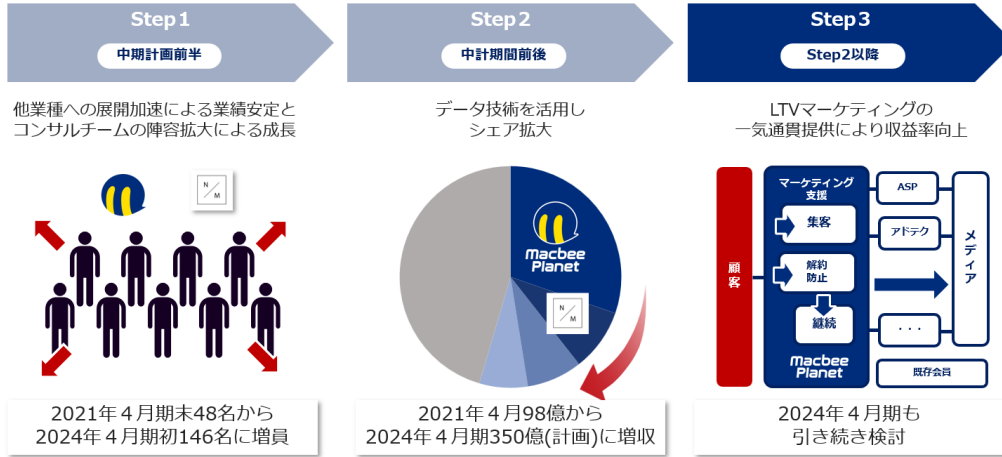 Step1
中期計画前半
他業種への展開加速による業績安定と
コンサルチームの陣容拡大による成長
N/M
2021年４月期末48名から
2024年４月期初146名に増員
Step2
中計期間前後
データ技術を活用し
シェア拡大
Macbee
Planet
N/M
2021年４月98億から
2024年４月期350億(計画)に増収
Step3
Step2以降
LTVマーケティングの
一気通貫提供により収益率向上
顧客
マーケティング
支援
集客
解約
防止
継続
Macbee
Planet
ASP
アドテク
・・・
既存会員
メディア
2024年４月期も
引き続き検討